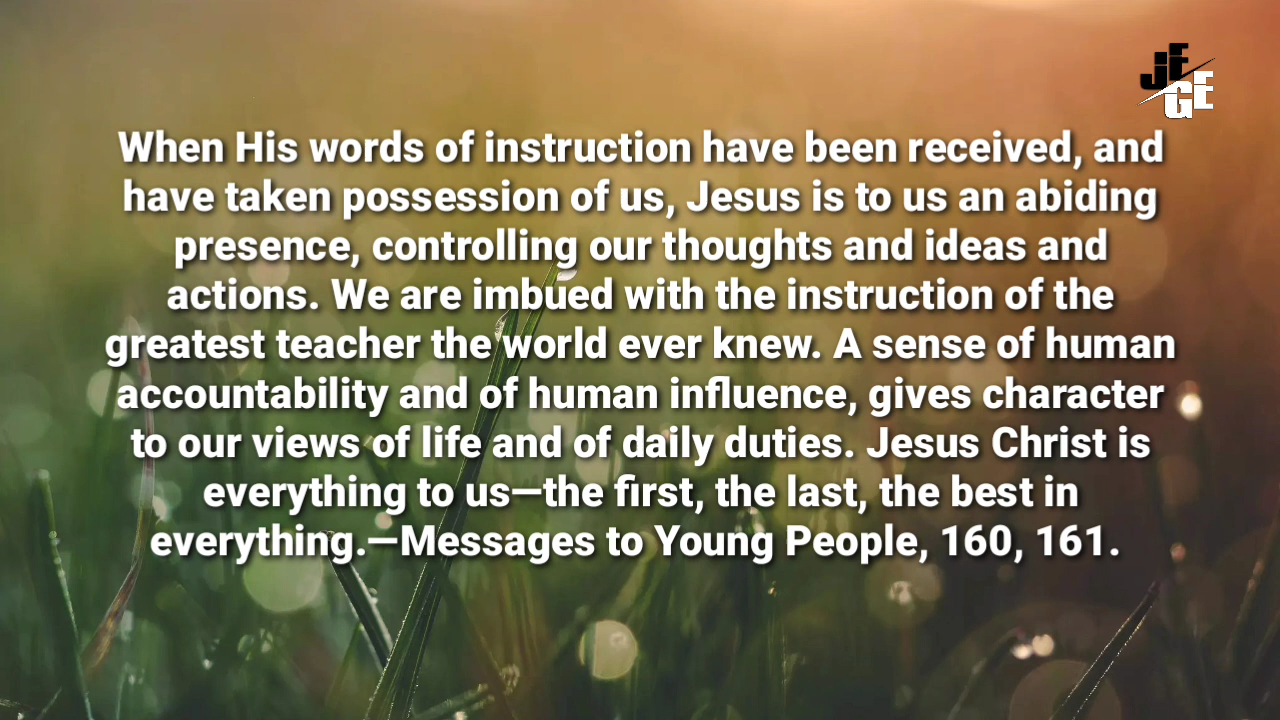 JF
GFE
When His words of instruction have been received, and
have taken possession of us, Jesus is to us an abiding
presence, controlling our thoughts and ideas and
actions. We are imbued with the instruction of the
greatest teacher the world ever knew. A sense of human
accountability and of human influence, gives character
to our views of life and of daily duties. Jesus Christ is
everything to us—the first, the last, the best in
everything.—Messages to Young People, 160, 161.